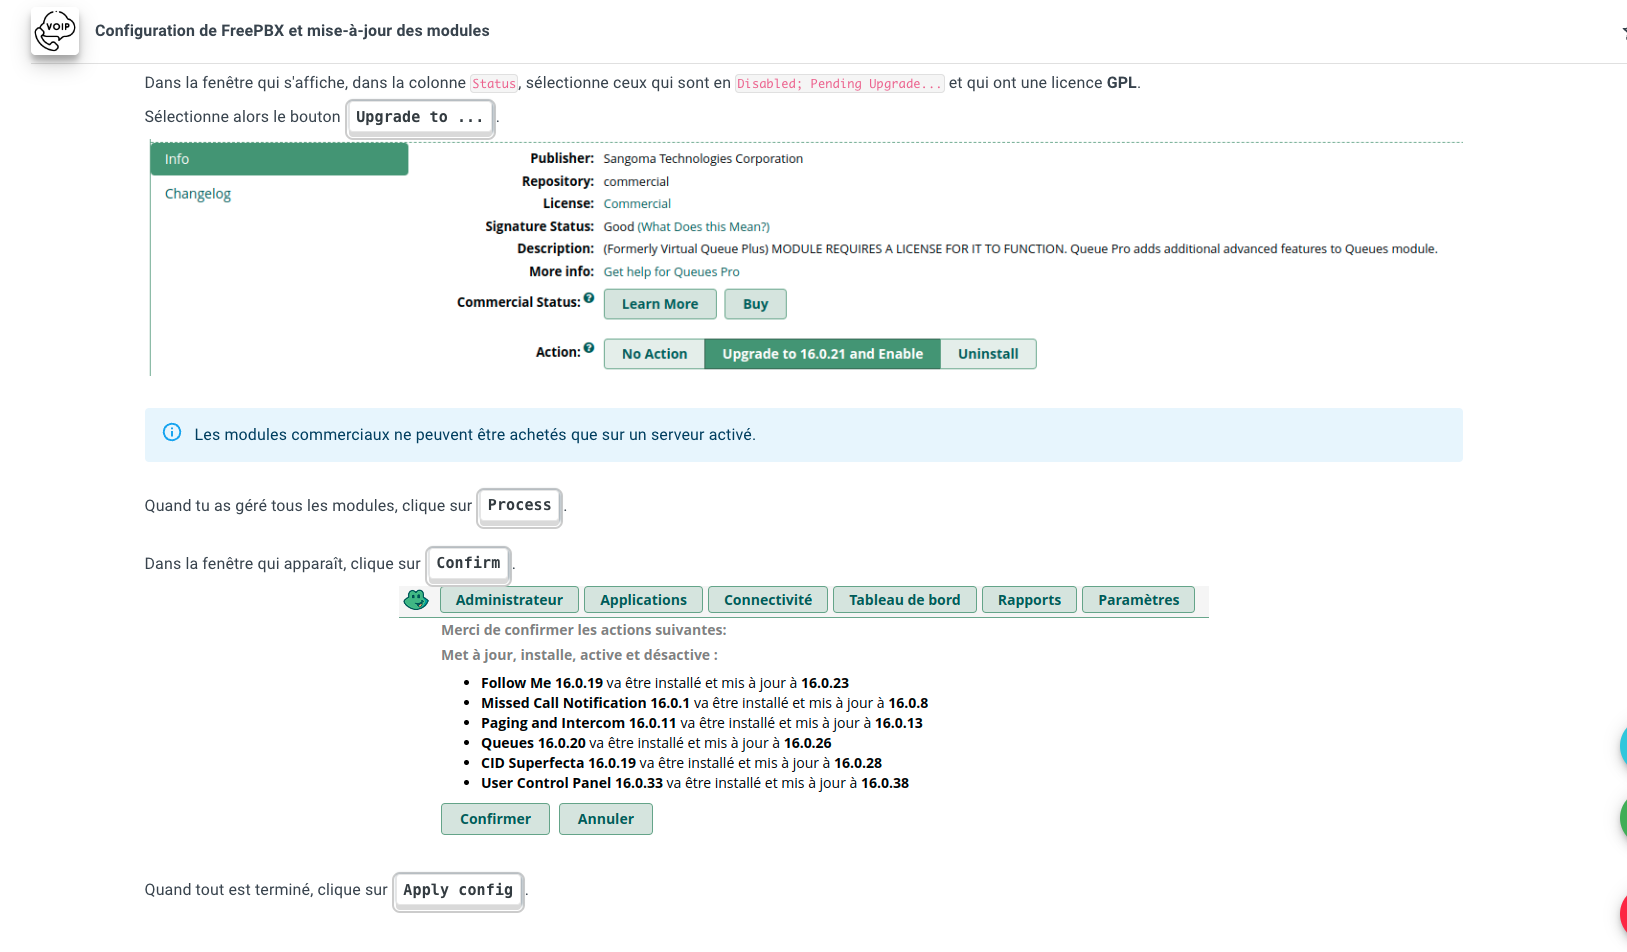 VOIP
Configuration de FreePBX et mise-à-jour des modules
Dans la fenêtre qui s'affiche, dans la colonne Status, sélectionne ceux qui sont en Disabled; Pending Upgrade... et qui ont une licence GPL.
Sélectionne alors le bouton Upgrade to ... .
Info
Changelog
Publisher: Sangoma Technologies Corporation
Repository: commercial
License: Commercial
Signature Status: Good (What Does this Mean?)
Description: (Formerly Virtual Queue Plus) MODULE REQUIRES A LICENSE FOR IT TO FUNCTION. Queue Pro adds additional advanced features to Queues module.
More info: Get help for Queues Pro
Commercial Status: ? Learn More Buy
Action: ? No Action Upgrade to 16.0.21 and Enable Uninstall
Les modules commerciaux ne peuvent être achetés que sur un serveur activé.
Quand tu as géré tous les modules, clique sur Process.
Dans la fenêtre qui apparaît, clique sur Confirm.
Administrateur Applications Connectivité Tableau de bord Rapports Paramètres
Merci de confirmer les actions suivantes:
Met à jour, installe, active et désactive :
Follow Me 16.0.19 va être installé et mis à jour à 16.0.23
Missed Call Notification 16.0.1 va être installé et mis à jour à 16.0.8
Paging and Intercom 16.0.11 va être installé et mis à jour à 16.0.13
Queues 16.0.20 va être installé et mis à jour à 16.0.26
CID Superfecta 16.0.19 va être installé et mis à jour à 16.0.28
User Control Panel 16.0.33 va être installé et mis à jour à 16.0.38
Confirmer Annuler
Quand tout est terminé, clique sur Apply config.